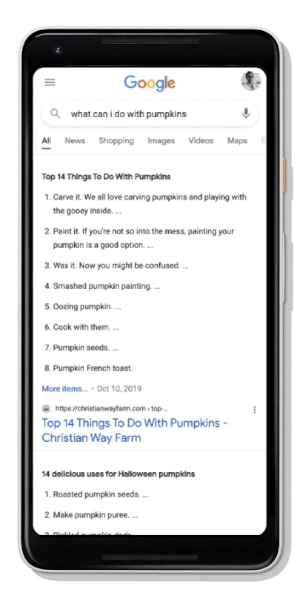 Google
what can i do with pumpkins
All News Shopping Images Videos Maps
Top 14 Things To Do With Pumpkins
1. Carve it. We all love carving pumpkins and playing with
the gooey inside. ...
2. Paint it. If you're not so into the mess, painting your
pumpkin is a good option. ...
3. Wax it. Now you might be confused. ...
4. Smashed pumpkin painting. ...
5. Oozing pumpkin. ...
6. Cook with them. ...
7. Pumpkin seeds. ...
8. Pumpkin French toast.
More items... • Oct 10, 2019
https://christianwayfarm.com › top-...
Top 14 Things To Do With Pumpkins -
Christian Way Farm
14 delicious uses for Halloween pumpkins
1. Roasted pumpkin seeds. ...
2. Make pumpkin puree. ...